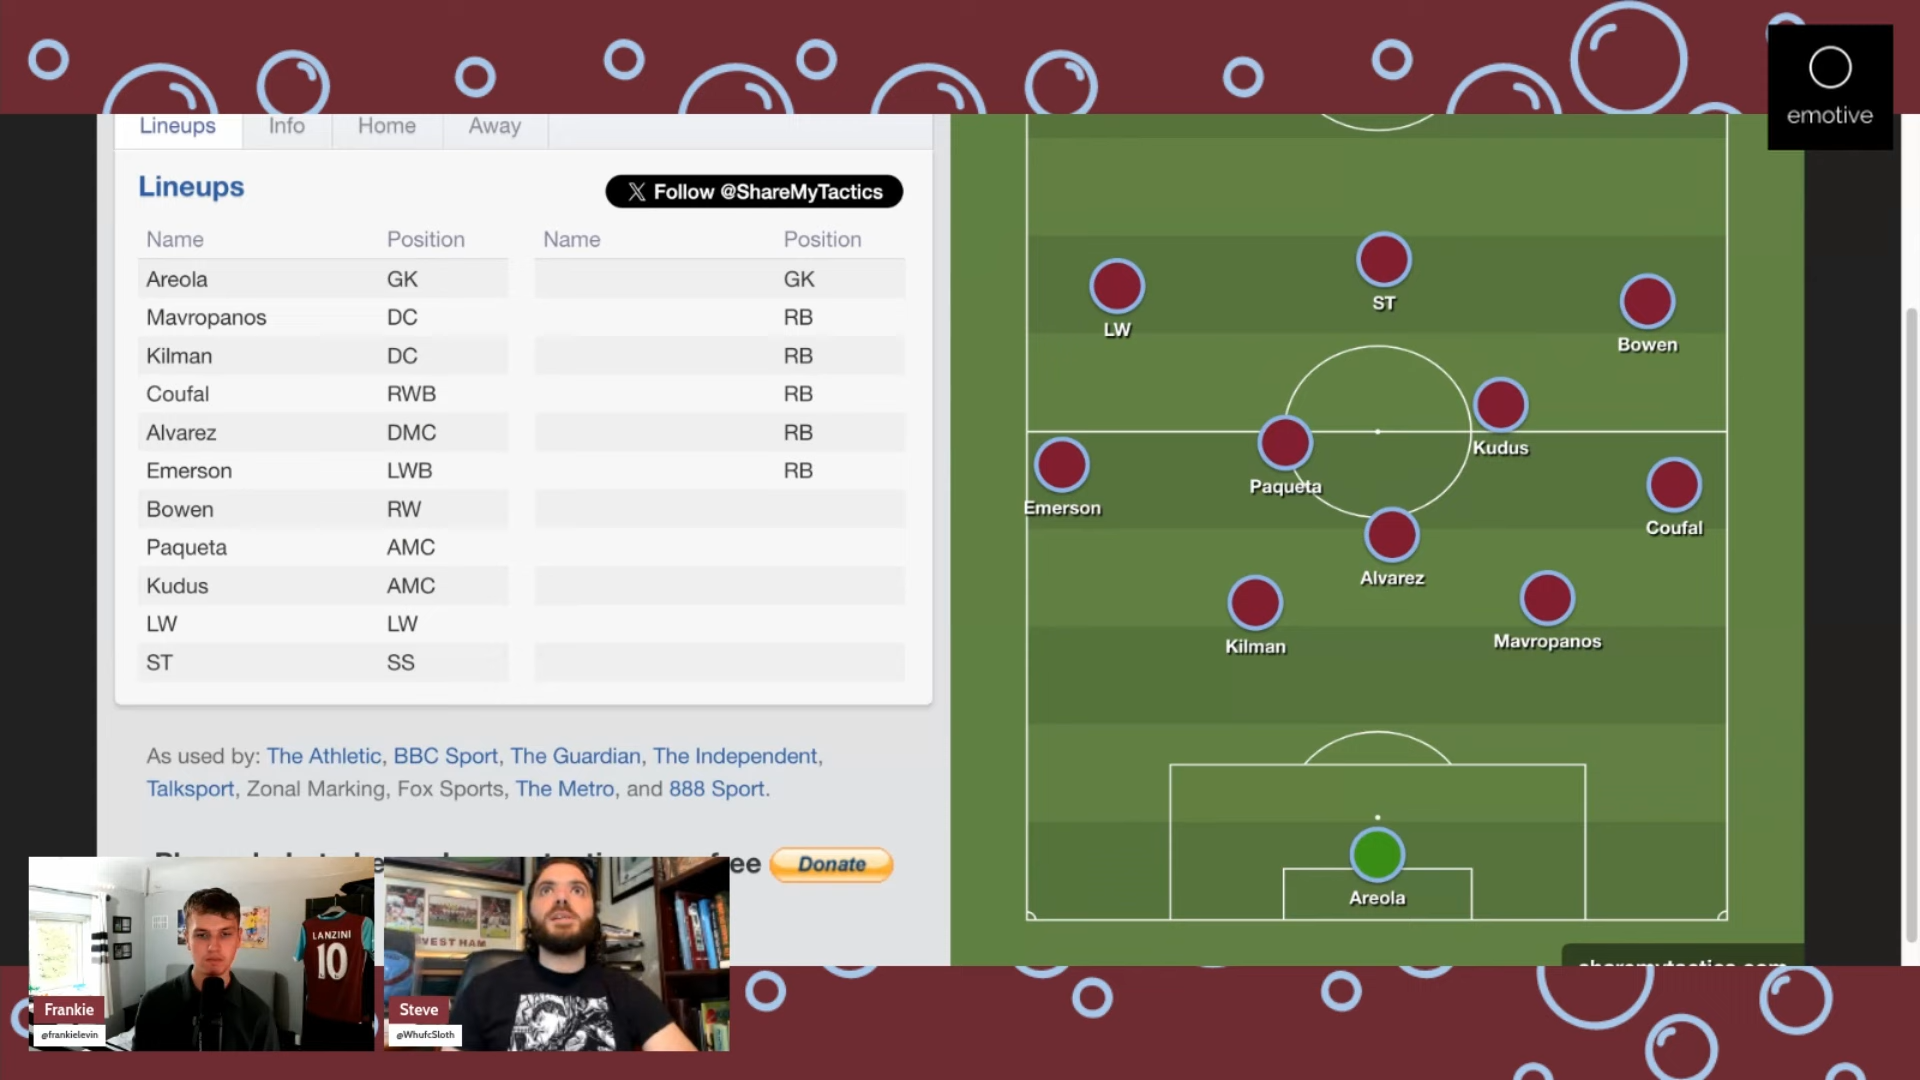 emotive
Lineups Info Home Away
Lineups
X Follow @ShareMyTactics
Name Position Name Position
Areola GK GK
Mavropanos DC RB
Kilman DC RB
Coufal RWB RB
Alvarez DMC RB
Emerson LWB RB
Bowen RW
Paqueta AMC
Kudus AMC
LW LW
ST SS
As used by: The Athletic, BBC Sport, The Guardian, The Independent,
Talksport, Zonal Marking, Fox Sports, The Metro, and 888 Sport.
Donate
ST
LW
Bowen
Kudus
Paqueta
Emerson
Coufal
Alvarez
Kilman
Mavropanos
Areola
sharemytactics.com
LANZINI
10
WEST HAM
Frankie
@frankielevin
Steve
@WhufcSloth